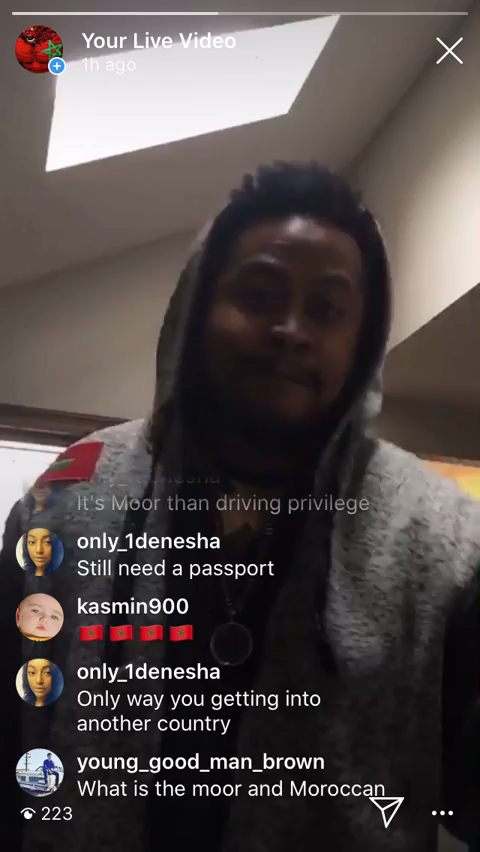 Your Live Video
1h ago
only_1denesha
It's Moor than driving privilege
only_1denesha
Still need a passport
kasmin900
🇲🇦 🇲🇦 🇲🇦 🇲🇦
only_1denesha
Only way you getting into
another country
young_good_man_brown
What is the moor and Moroccan
223